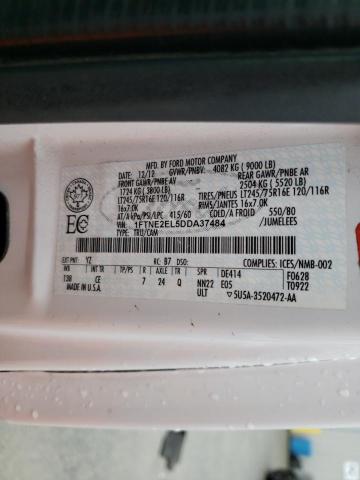 MFD. BY FORD MOTOR COMPANY
DATE: 12/12 GVWR/PNBV: 4082 KG ( 9000 LB)
FRONT GAWR/PNBE AV REAR GAWR/PNBE AR
1724 KG (3800 LB) 2504 KG ( 5520 LB)
LT245/75R16E 120/116R TIRES/PNEUS LT245/75R16E 120/116R
16x7.0K RIMS/JANTES 16x7.0K
AT/A kPa/PSI/LPC 415/60 COLD/A FROID 550/80
VIN: 1FTNE2EL5DDA37484 /JUMELEES
TYPE: TRU/CAM
EC
EXT PNT: YZ RC: B7 DSO: COMPLIES: ICES/NMB-002
WB TP/PS R AXLE TR SPR DE414 F0628
138 CE 7 24 Q NN22 E05 T0922
MADE IN U.S.A. ULT 5U5A-3520472-AA